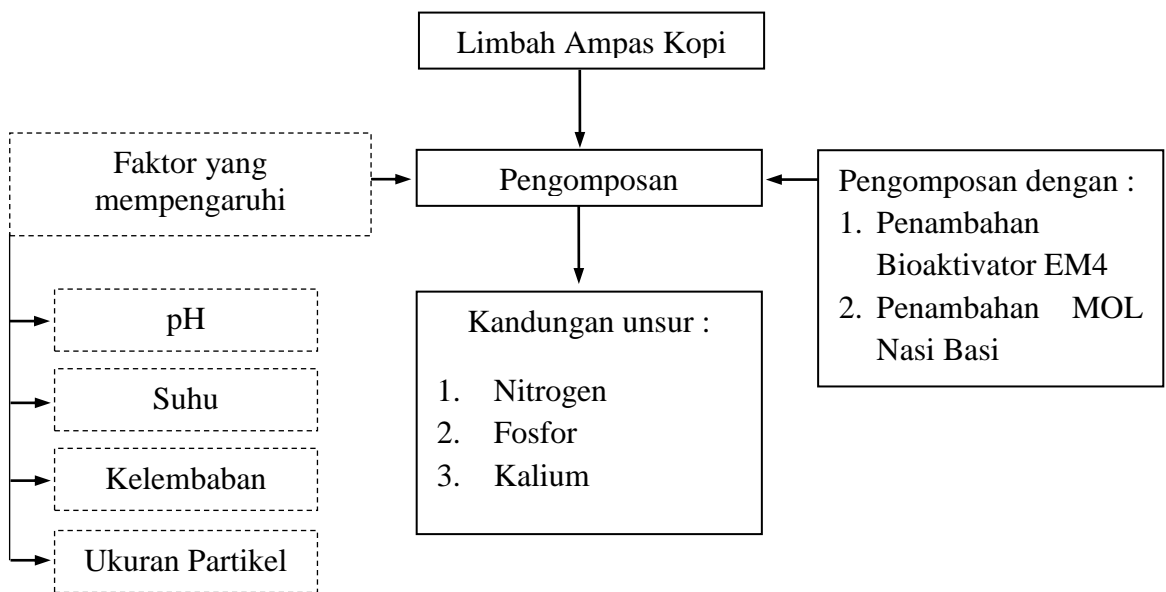 Limbah Ampas Kopi
Faktor yang
mempengaruhi
Pengomposan
Pengomposan dengan :
1. Penambahan
Bioaktivator EM4
2. Penambahan MOL
Nasi Basi
pH
Suhu
Kelembaban
Ukuran Partikel
Kandungan unsur :
1. Nitrogen
2. Fosfor
3. Kalium